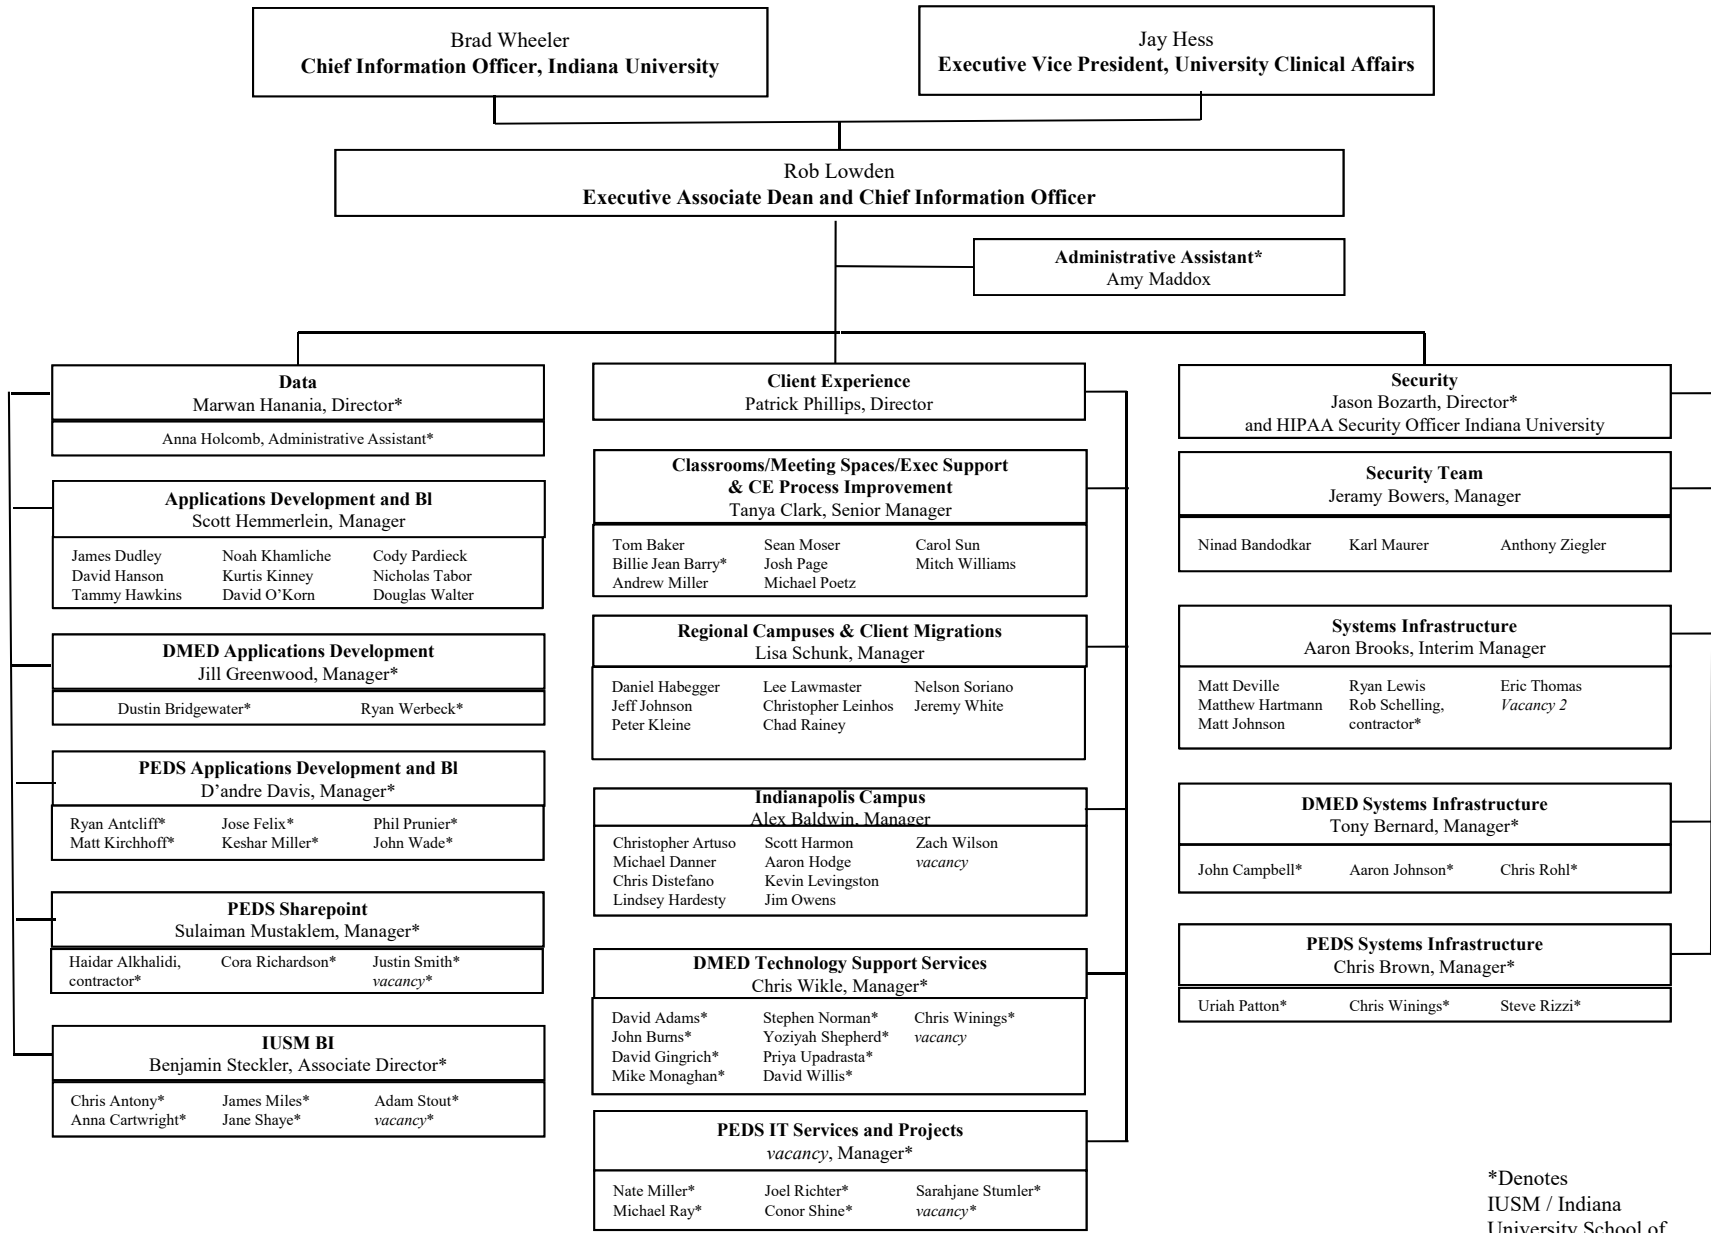 Brad Wheeler
Chief Information Officer, Indiana University
Jay Hess
Executive Vice President, University Clinical Affairs
Rob Lowden
Executive Associate Dean and Chief Information Officer
Administrative Assistant*
Amy Maddox
Data
Marwan Hanania, Director*
Anna Holcomb, Administrative Assistant*
Applications Development and Bl
Scott Hemmerlein, Manager
James Dudley Noah Khamliche Cody Pardieck
David Hanson Kurtis Kinney Nicholas Tabor
Tammy Hawkins David O’Korn Douglas Walter
DMED Applications Development
Jill Greenwood, Manager*
Dustin Bridgewater* Ryan Werbeck*
PEDS Applications Development and Bl
D’andre Davis, Manager*
Ryan Antcliff* Jose Felix* Phil Prunier*
Matt Kirchhoff* Keshar Miller* John Wade*
PEDS Sharepoint
Sulaiman Mustaklem, Manager*
Haidar Alkhalidi, Cora Richardson* Justin Smith*
contractor* vacancy*
IUSM BI
Benjamin Steckler, Associate Director*
Chris Antony* James Miles* Adam Stout*
Anna Cartwright* Jane Shaye* vacancy*
Client Experience
Patrick Phillips, Director
Classrooms/Meeting Spaces/Exec Support
& CE Process Improvement
Tanya Clark, Senior Manager
Tom Baker Sean Moser Carol Sun
Billie Jean Barry* Josh Page Mitch Williams
Andrew Miller Michael Poetz
Regional Campuses & Client Migrations
Lisa Schunk, Manager
Daniel Habegger Lee Lawmaster Nelson Soriano
Jeff Johnson Christopher Leinhos Jeremy White
Peter Kleine Chad Rainey
Indianapolis Campus
Alex Baldwin, Manager
Christopher Artuso Scott Harmon Zach Wilson
Michael Danner Aaron Hodge vacancy
Chris Distefano Kevin Levingston
Lindsey Hardesty Jim Owens
DMED Technology Support Services
Chris Wikle, Manager*
David Adams* Stephen Norman* Chris Winings*
John Burns* Yoziyah Shepherd* vacancy
David Gingrich* Priya Upadrasta*
Mike Monaghan* David Willis*
PEDS IT Services and Projects
vacancy, Manager*
Nate Miller* Joel Richter* Sarahjane Stumler*
Michael Ray* Conor Shine* vacancy*
Security
Jason Bozarth, Director*
and HIPAA Security Officer Indiana University
Security Team
Jeramy Bowers, Manager
Ninad Bandodkar Karl Maurer Anthony Ziegler
Systems Infrastructure
Aaron Brooks, Interim Manager
Matt Deville Ryan Lewis Eric Thomas
Matthew Hartmann Rob Schelling, Vacancy 2
Matt Johnson contractor*
DMED Systems Infrastructure
Tony Bernard, Manager*
John Campbell* Aaron Johnson* Chris Rohl*
PEDS Systems Infrastructure
Chris Brown, Manager*
Uriah Patton* Chris Winings* Steve Rizzi*
*Denotes
IUSM / Indiana
University School of